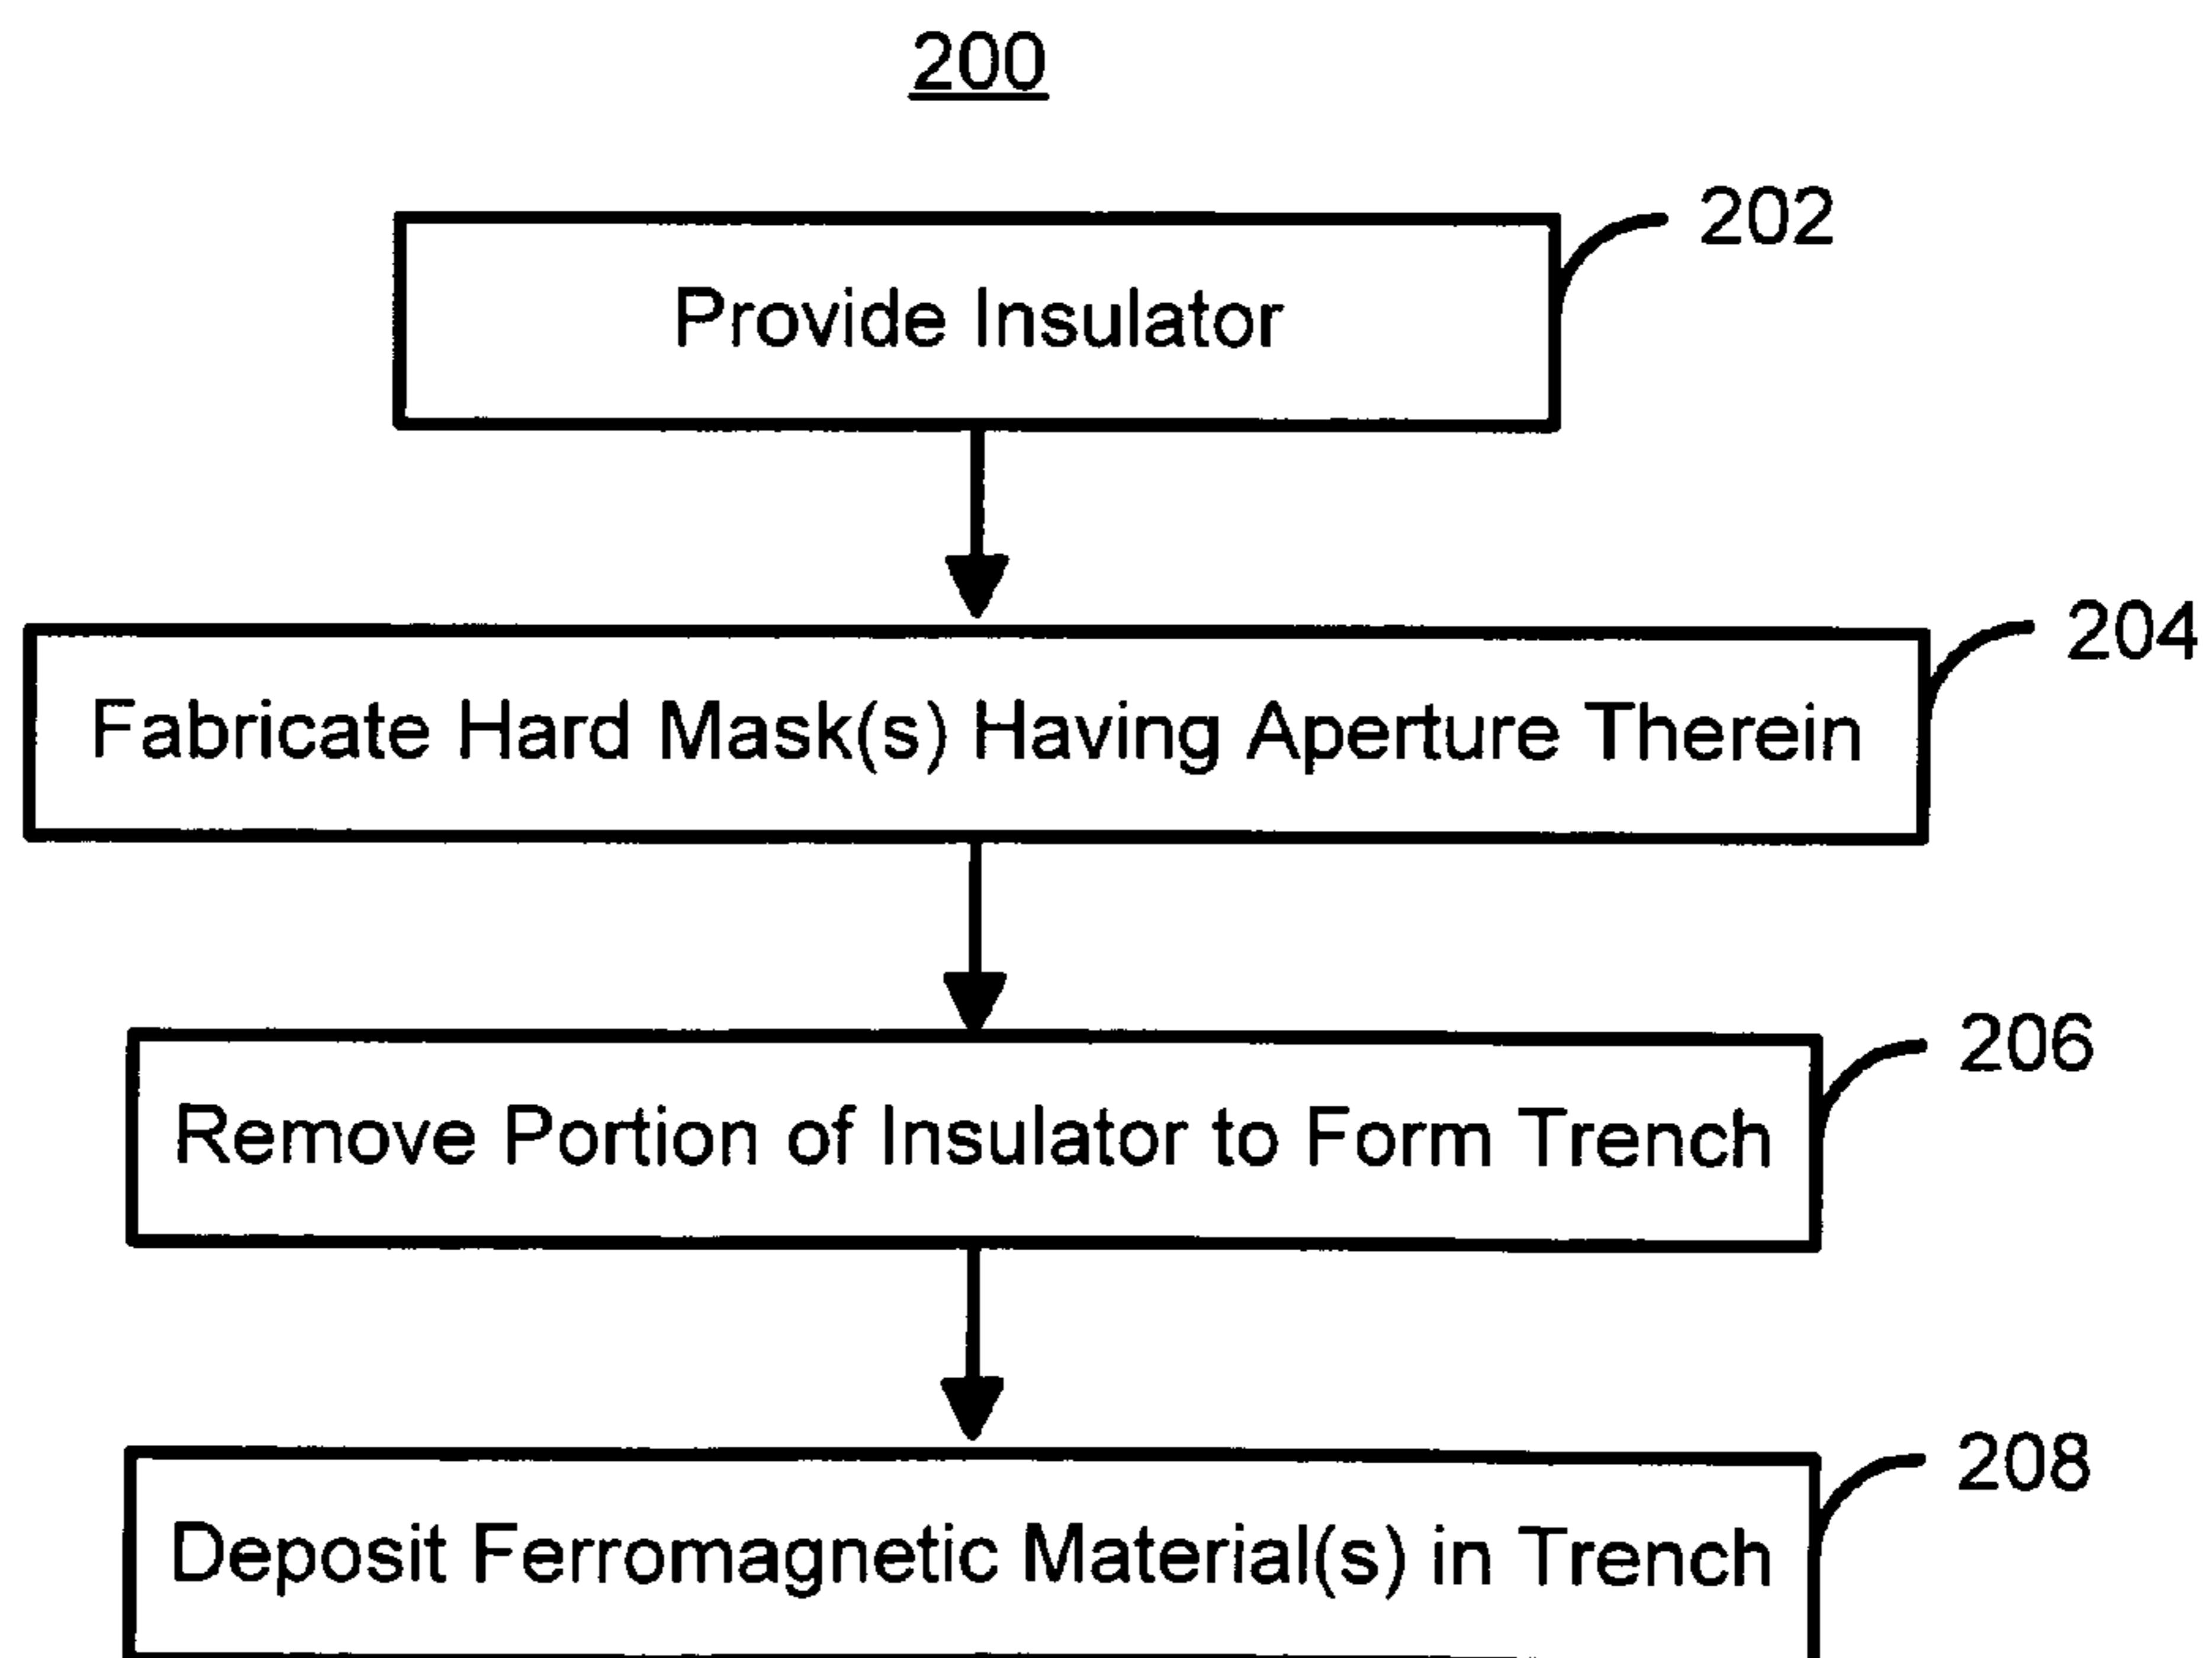 200
202
Provide Insulator
204
Fabricate Hard Mask(s) Having Aperture Therein
206
Remove Portion of Insulator to Form Trench
208
Deposit Ferromagnetic Material(s) in Trench